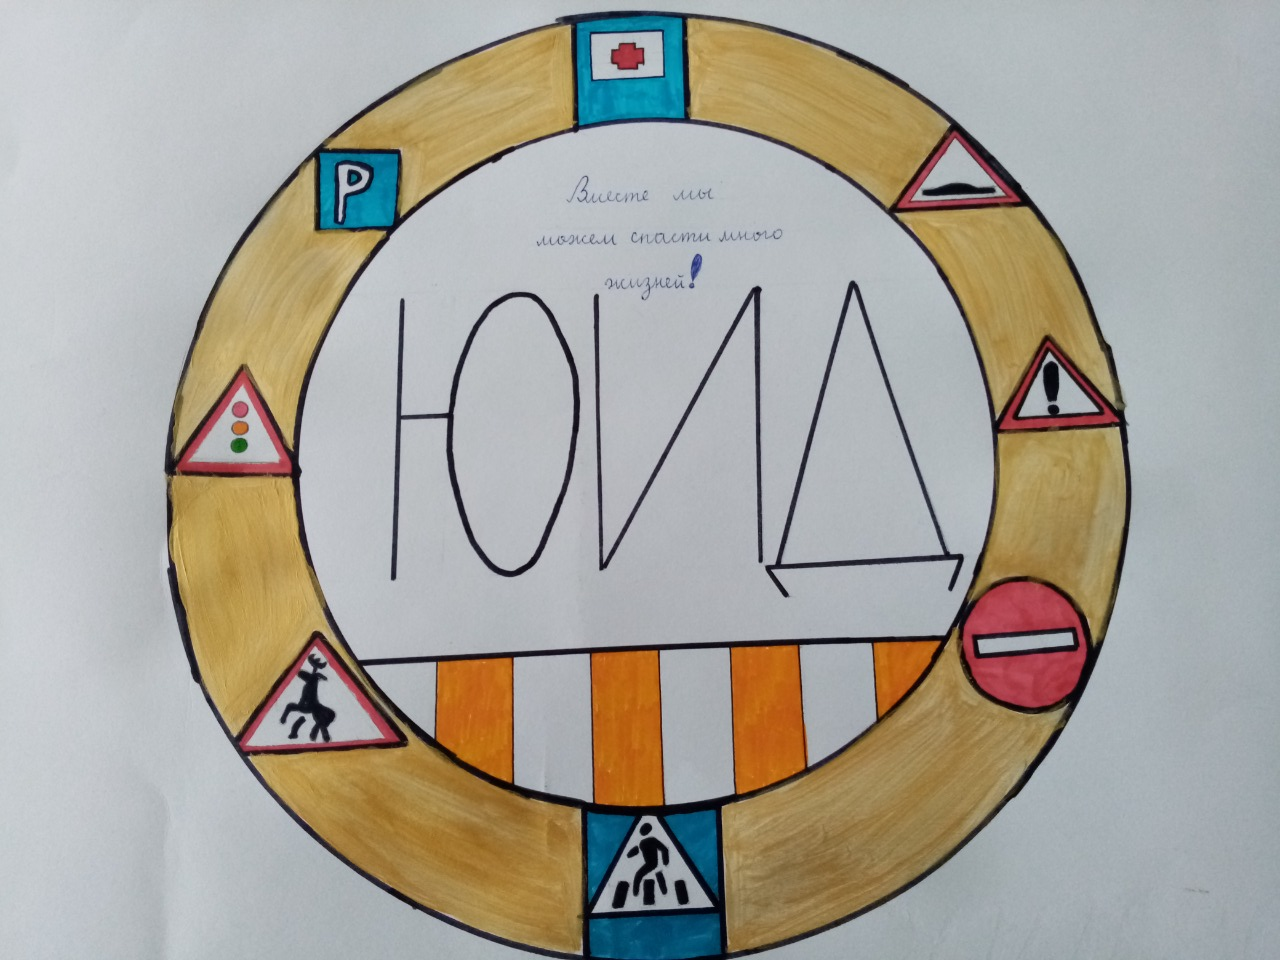 P
Вместе мы
можем спасти много
жизней!
ЮИД